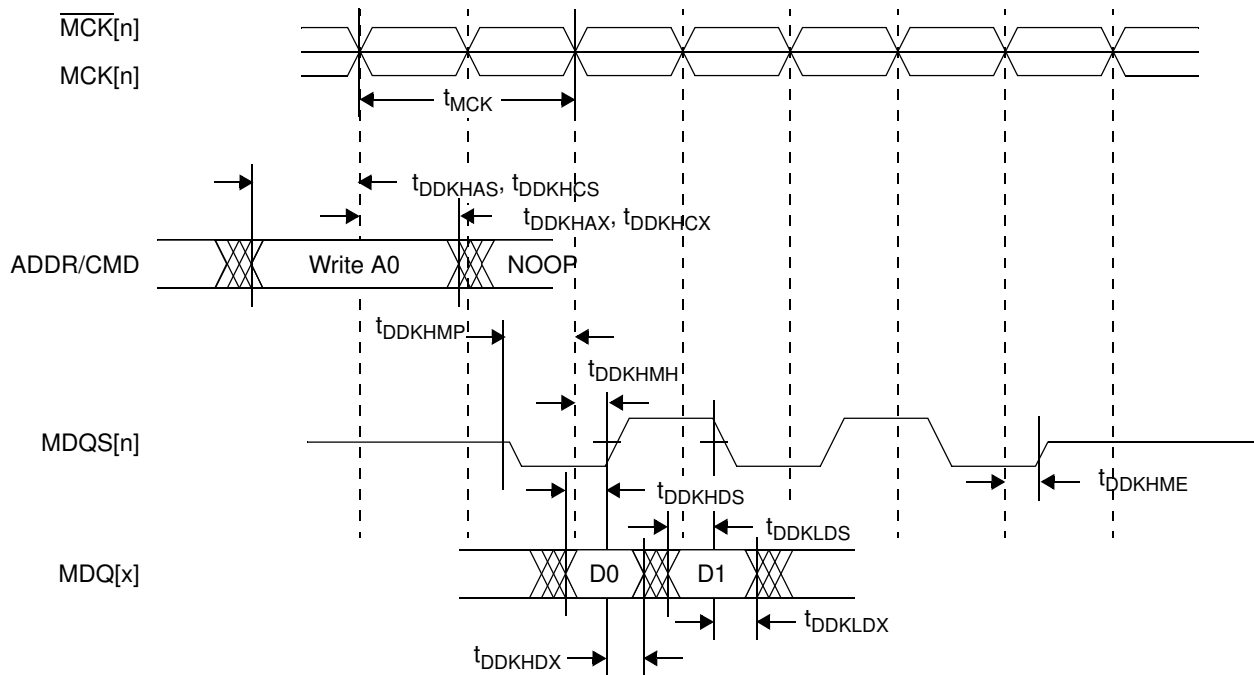 MCK[n]
MCK[n]
tMCK
tDDKHAS, tDDKHCS
tDDKHAX, tDDKHCX
ADDR/CMD
Write A0
NOOP
tDDKHMP
tDDKHMH
MDQS[n]
tDDKHME
tDDKHDS
tDDKLDS
MDQ[x]
D0
D1
tDDKLDX
tDDKHDX